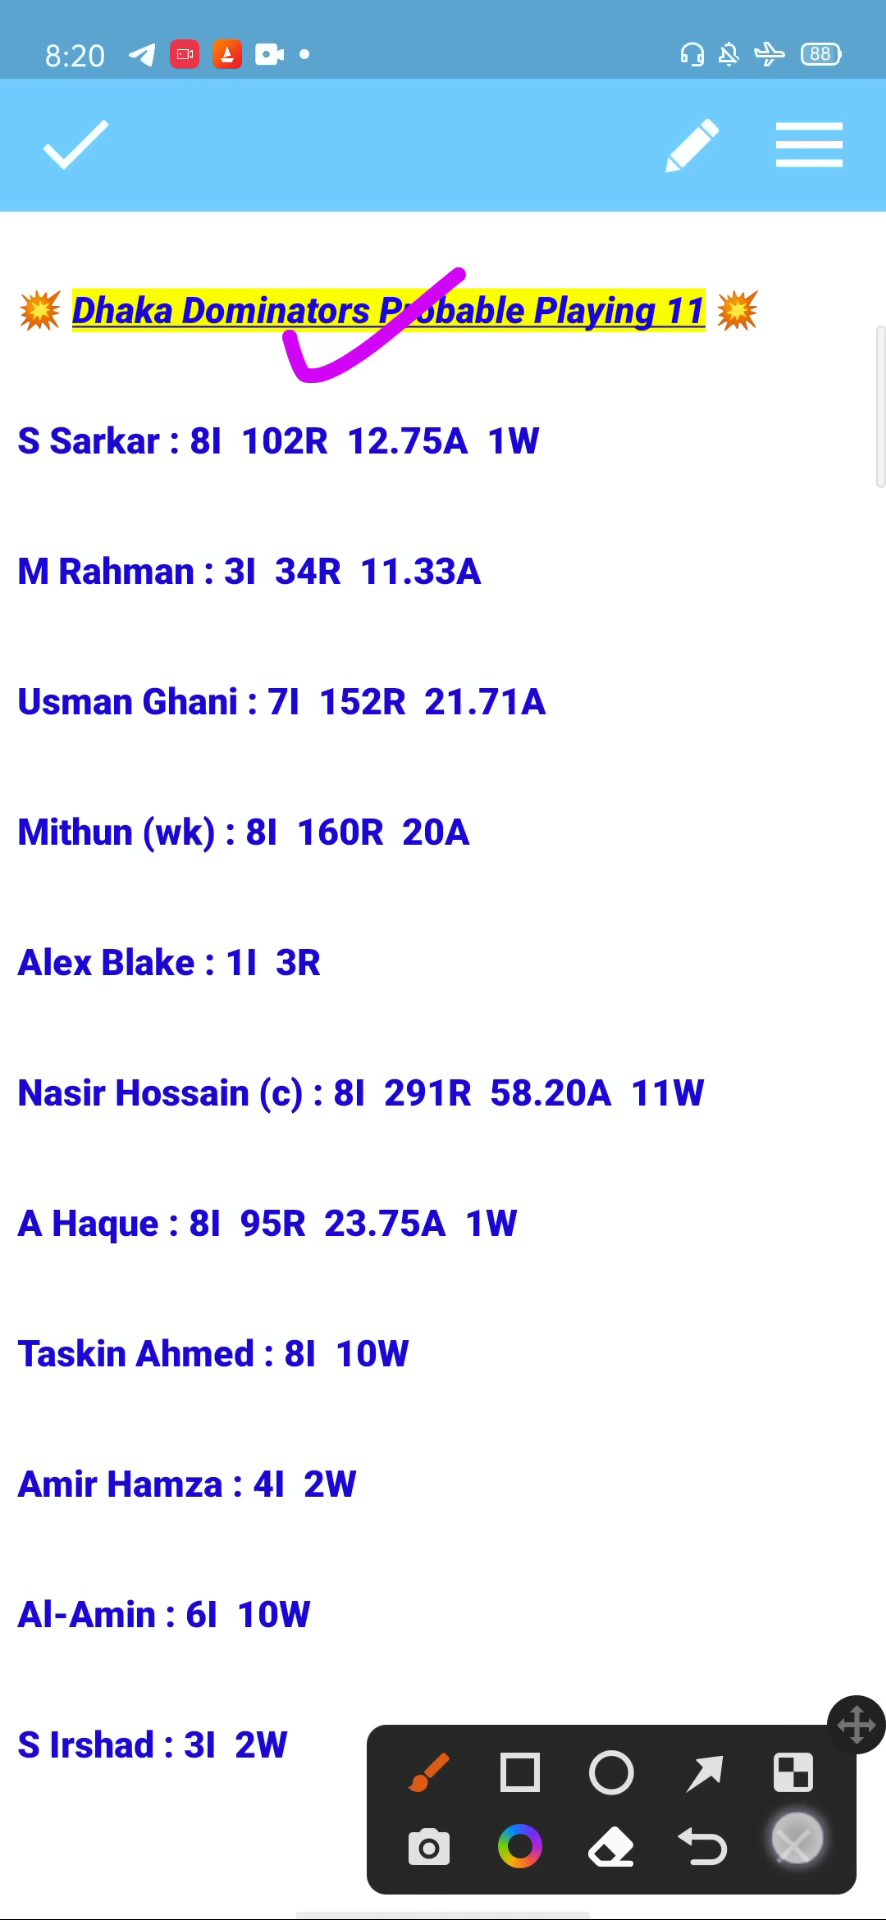 8:20
88
💥 Dhaka Dominators Probable Playing 11 💥
S Sarkar : 8I 102R 12.75A 1W
M Rahman : 3I 34R 11.33A
Usman Ghani : 7I 152R 21.71A
Mithun (wk) : 8I 160R 20A
Alex Blake : 1I 3R
Nasir Hossain (c) : 8I 291R 58.20A 11W
A Haque : 8I 95R 23.75A 1W
Taskin Ahmed : 8I 10W
Amir Hamza : 4I 2W
Al-Amin : 6I 10W
S Irshad : 3I 2W